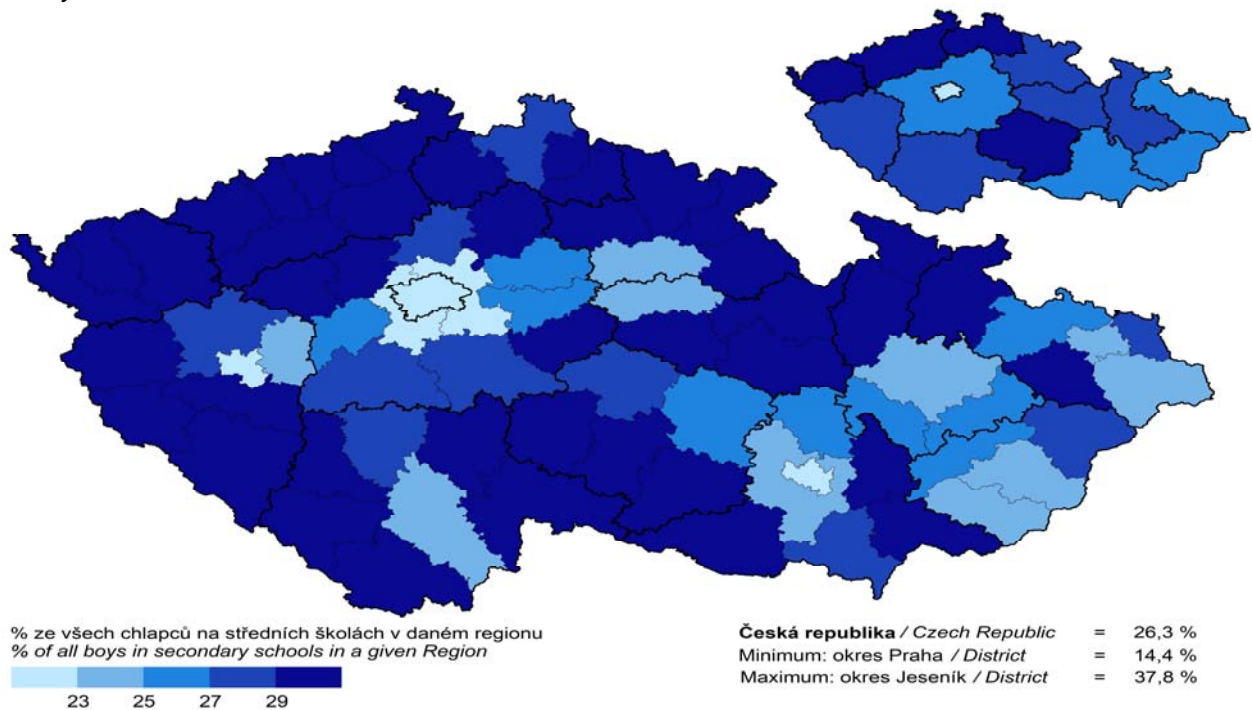 % ze všech chlapců na středních školách v daném regionu
% of all boys in secondary schools in a given Region
23 25 27 29
Česká republika / Czech Republic = 26,3 %
Minimum: okres Praha / District = 14,4 %
Maximum: okres Jeseník / District = 37,8 %